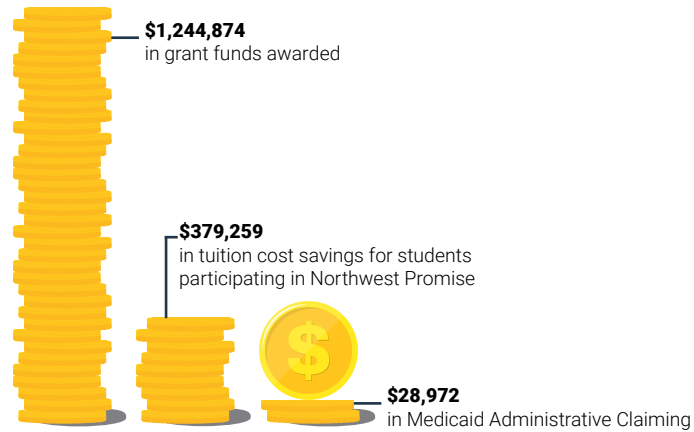 $1,244,874
in grant funds awarded
$379,259
in tuition cost savings for students
participating in Northwest Promise
$
$28,972
in Medicaid Administrative Claiming